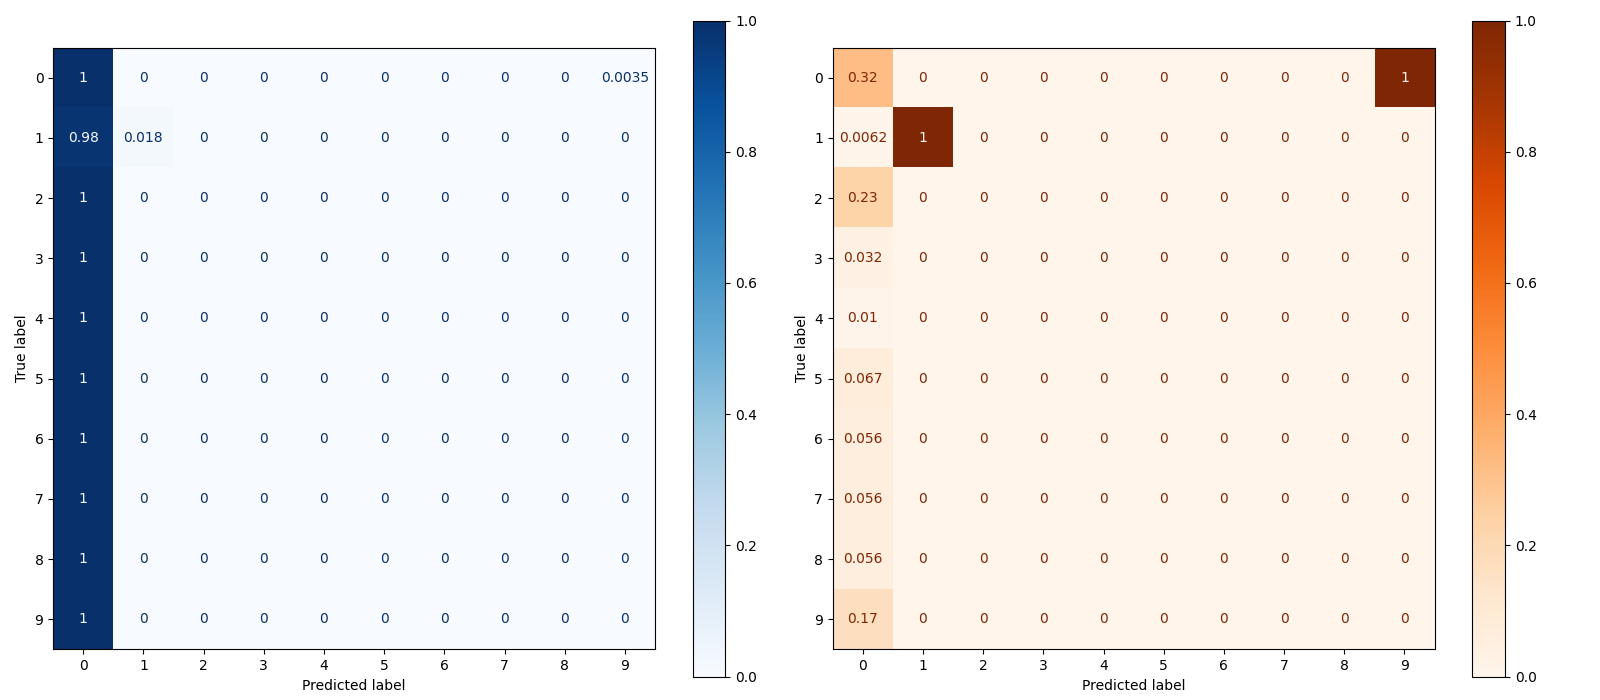 0 1 0 0 0 0 0 0 0 0 0.0035
1 0.98 0.018 0 0 0 0 0 0 0 0
2 1 0 0 0 0 0 0 0 0 0
3 1 0 0 0 0 0 0 0 0 0
4 1 0 0 0 0 0 0 0 0 0
5 1 0 0 0 0 0 0 0 0 0
6 1 0 0 0 0 0 0 0 0 0
7 1 0 0 0 0 0 0 0 0 0
8 1 0 0 0 0 0 0 0 0 0
9 1 0 0 0 0 0 0 0 0 0
0 1 2 3 4 5 6 7 8 9
Predicted label
True label
1.0
0.8
0.6
0.4
0.2
0.0
0 0.32 0 0 0 0 0 0 0 0 1
1 0.0062 1 0 0 0 0 0 0 0 0
2 0.23 0 0 0 0 0 0 0 0 0
3 0.032 0 0 0 0 0 0 0 0 0
4 0.01 0 0 0 0 0 0 0 0 0
5 0.067 0 0 0 0 0 0 0 0 0
6 0.056 0 0 0 0 0 0 0 0 0
7 0.056 0 0 0 0 0 0 0 0 0
8 0.056 0 0 0 0 0 0 0 0 0
9 0.17 0 0 0 0 0 0 0 0 0
0 1 2 3 4 5 6 7 8 9
Predicted label
True label
1.0
0.8
0.6
0.4
0.2
0.0